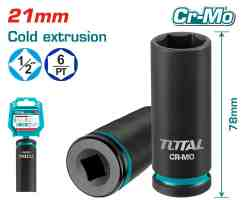 21mm
Cr-Mo
Cold extrusion
1/2"
6
PT
TOTAL
CR-MO
78mm